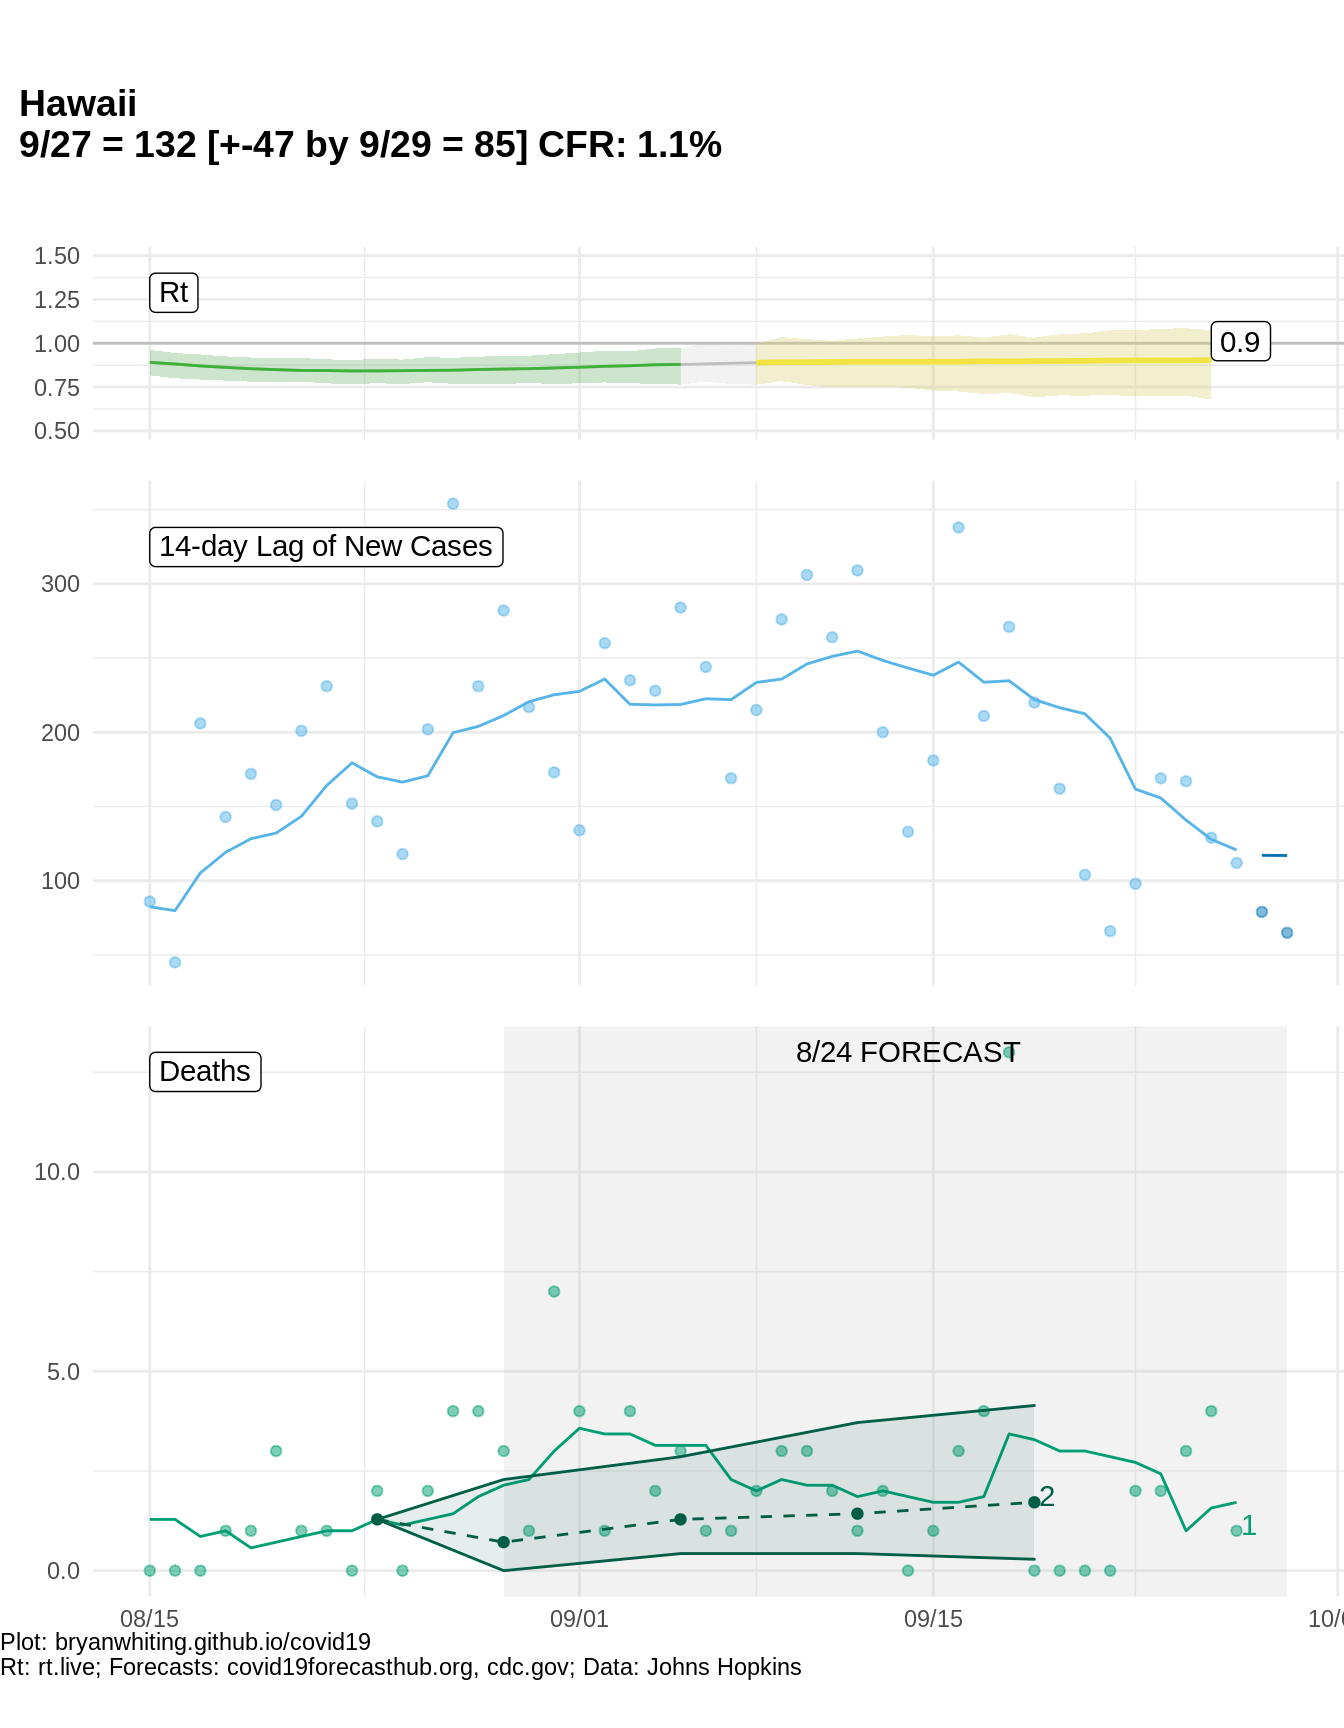 Hawaii
9/27 = 132 [+-47 by 9/29 = 85] CFR: 1.1%
1.50
Rt
1.25
1.00
0.9
0.75
0.50
14-day Lag of New Cases
300
200
100
8/24 FORECAST
Deaths
10.0
5.0
2
1
0.0
08/15 09/01 09/15
Plot: bryanwhiting.github.io/covid19
Rt: rt.live; Forecasts: covid19forecasthub.org, cdc.gov; Data: Johns Hopkins